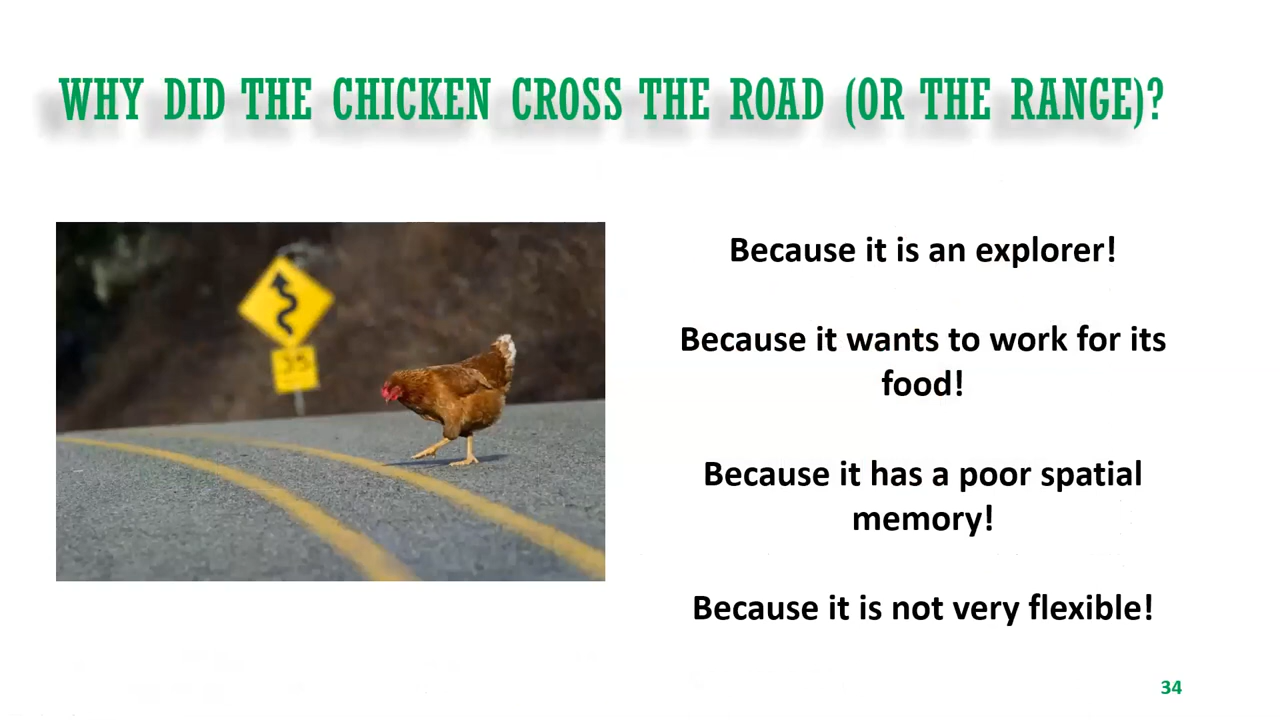 WHY DID THE CHICKEN CROSS THE ROAD (OR THE RANGE)?
35
Because it is an explorer!
Because it wants to work for its
food!
Because it has a poor spatial
memory!
Because it is not very flexible!
34